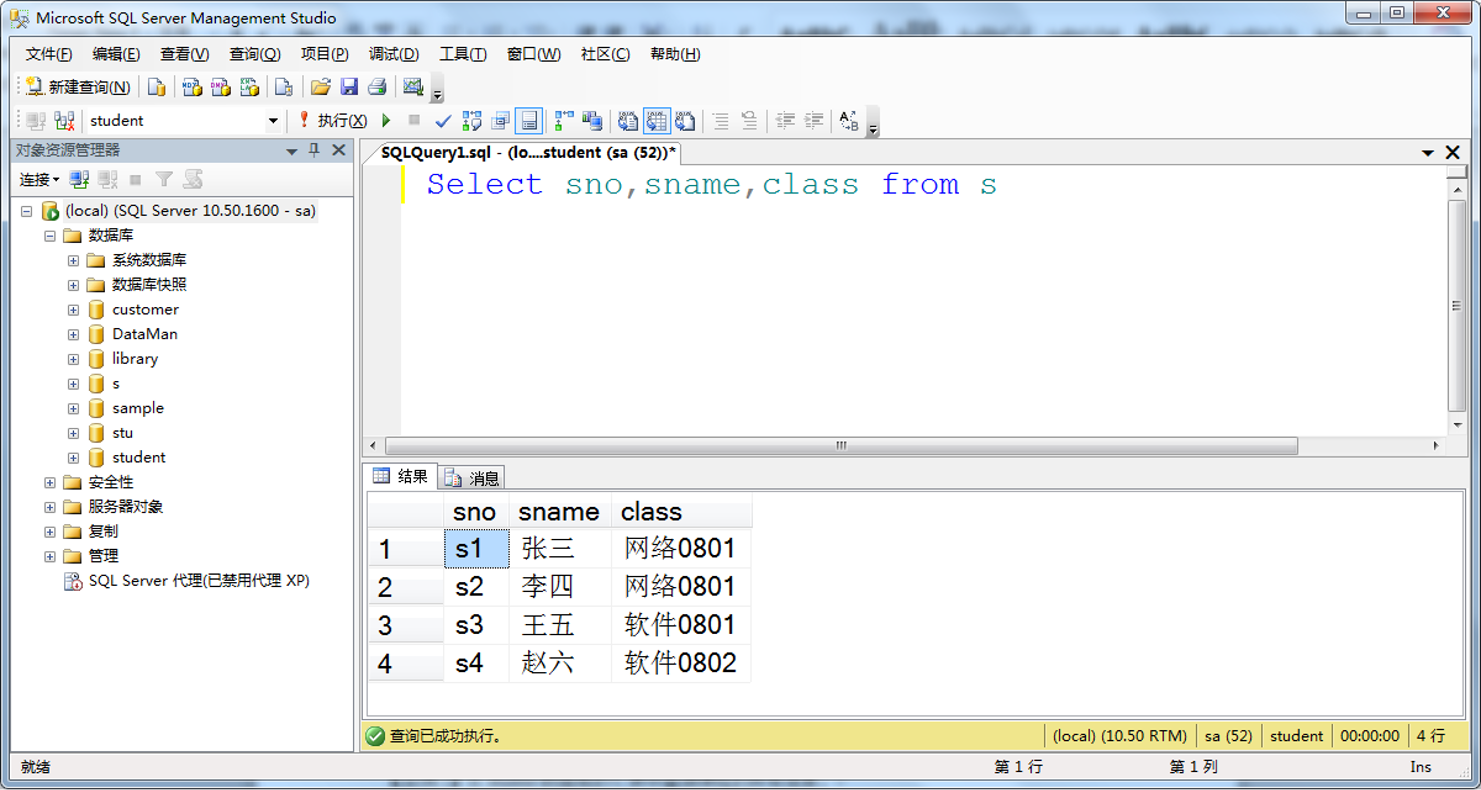 Microsoft SQL Server Management Studio
文件(F) 编辑(E) 查看(V) 查询(Q) 项目(P) 调试(D) 工具(T) 窗口(W) 社区(C) 帮助(H)
新建查询(N)
student 执行(X)
对象资源管理器
连接
(local) (SQL Server 10.50.1600 - sa)
数据库
系统数据库
数据库快照
customer
DataMan
library
s
sample
stu
student
安全性
服务器对象
复制
管理
SQL Server 代理(已禁用代理 XP)
SQLQuery1.sql - (lo....student (sa (52))*
Select sno,sname,class from s
结果 消息
sno sname class
1 s1 张三 网络0801
2 s2 李四 网络0801
3 s3 王五 软件0801
4 s4 赵六 软件0802
查询已成功执行。 (local) (10.50 RTM) sa (52) student 00:00:00 4 行
就绪 第 1 行 第 1 列 Ins